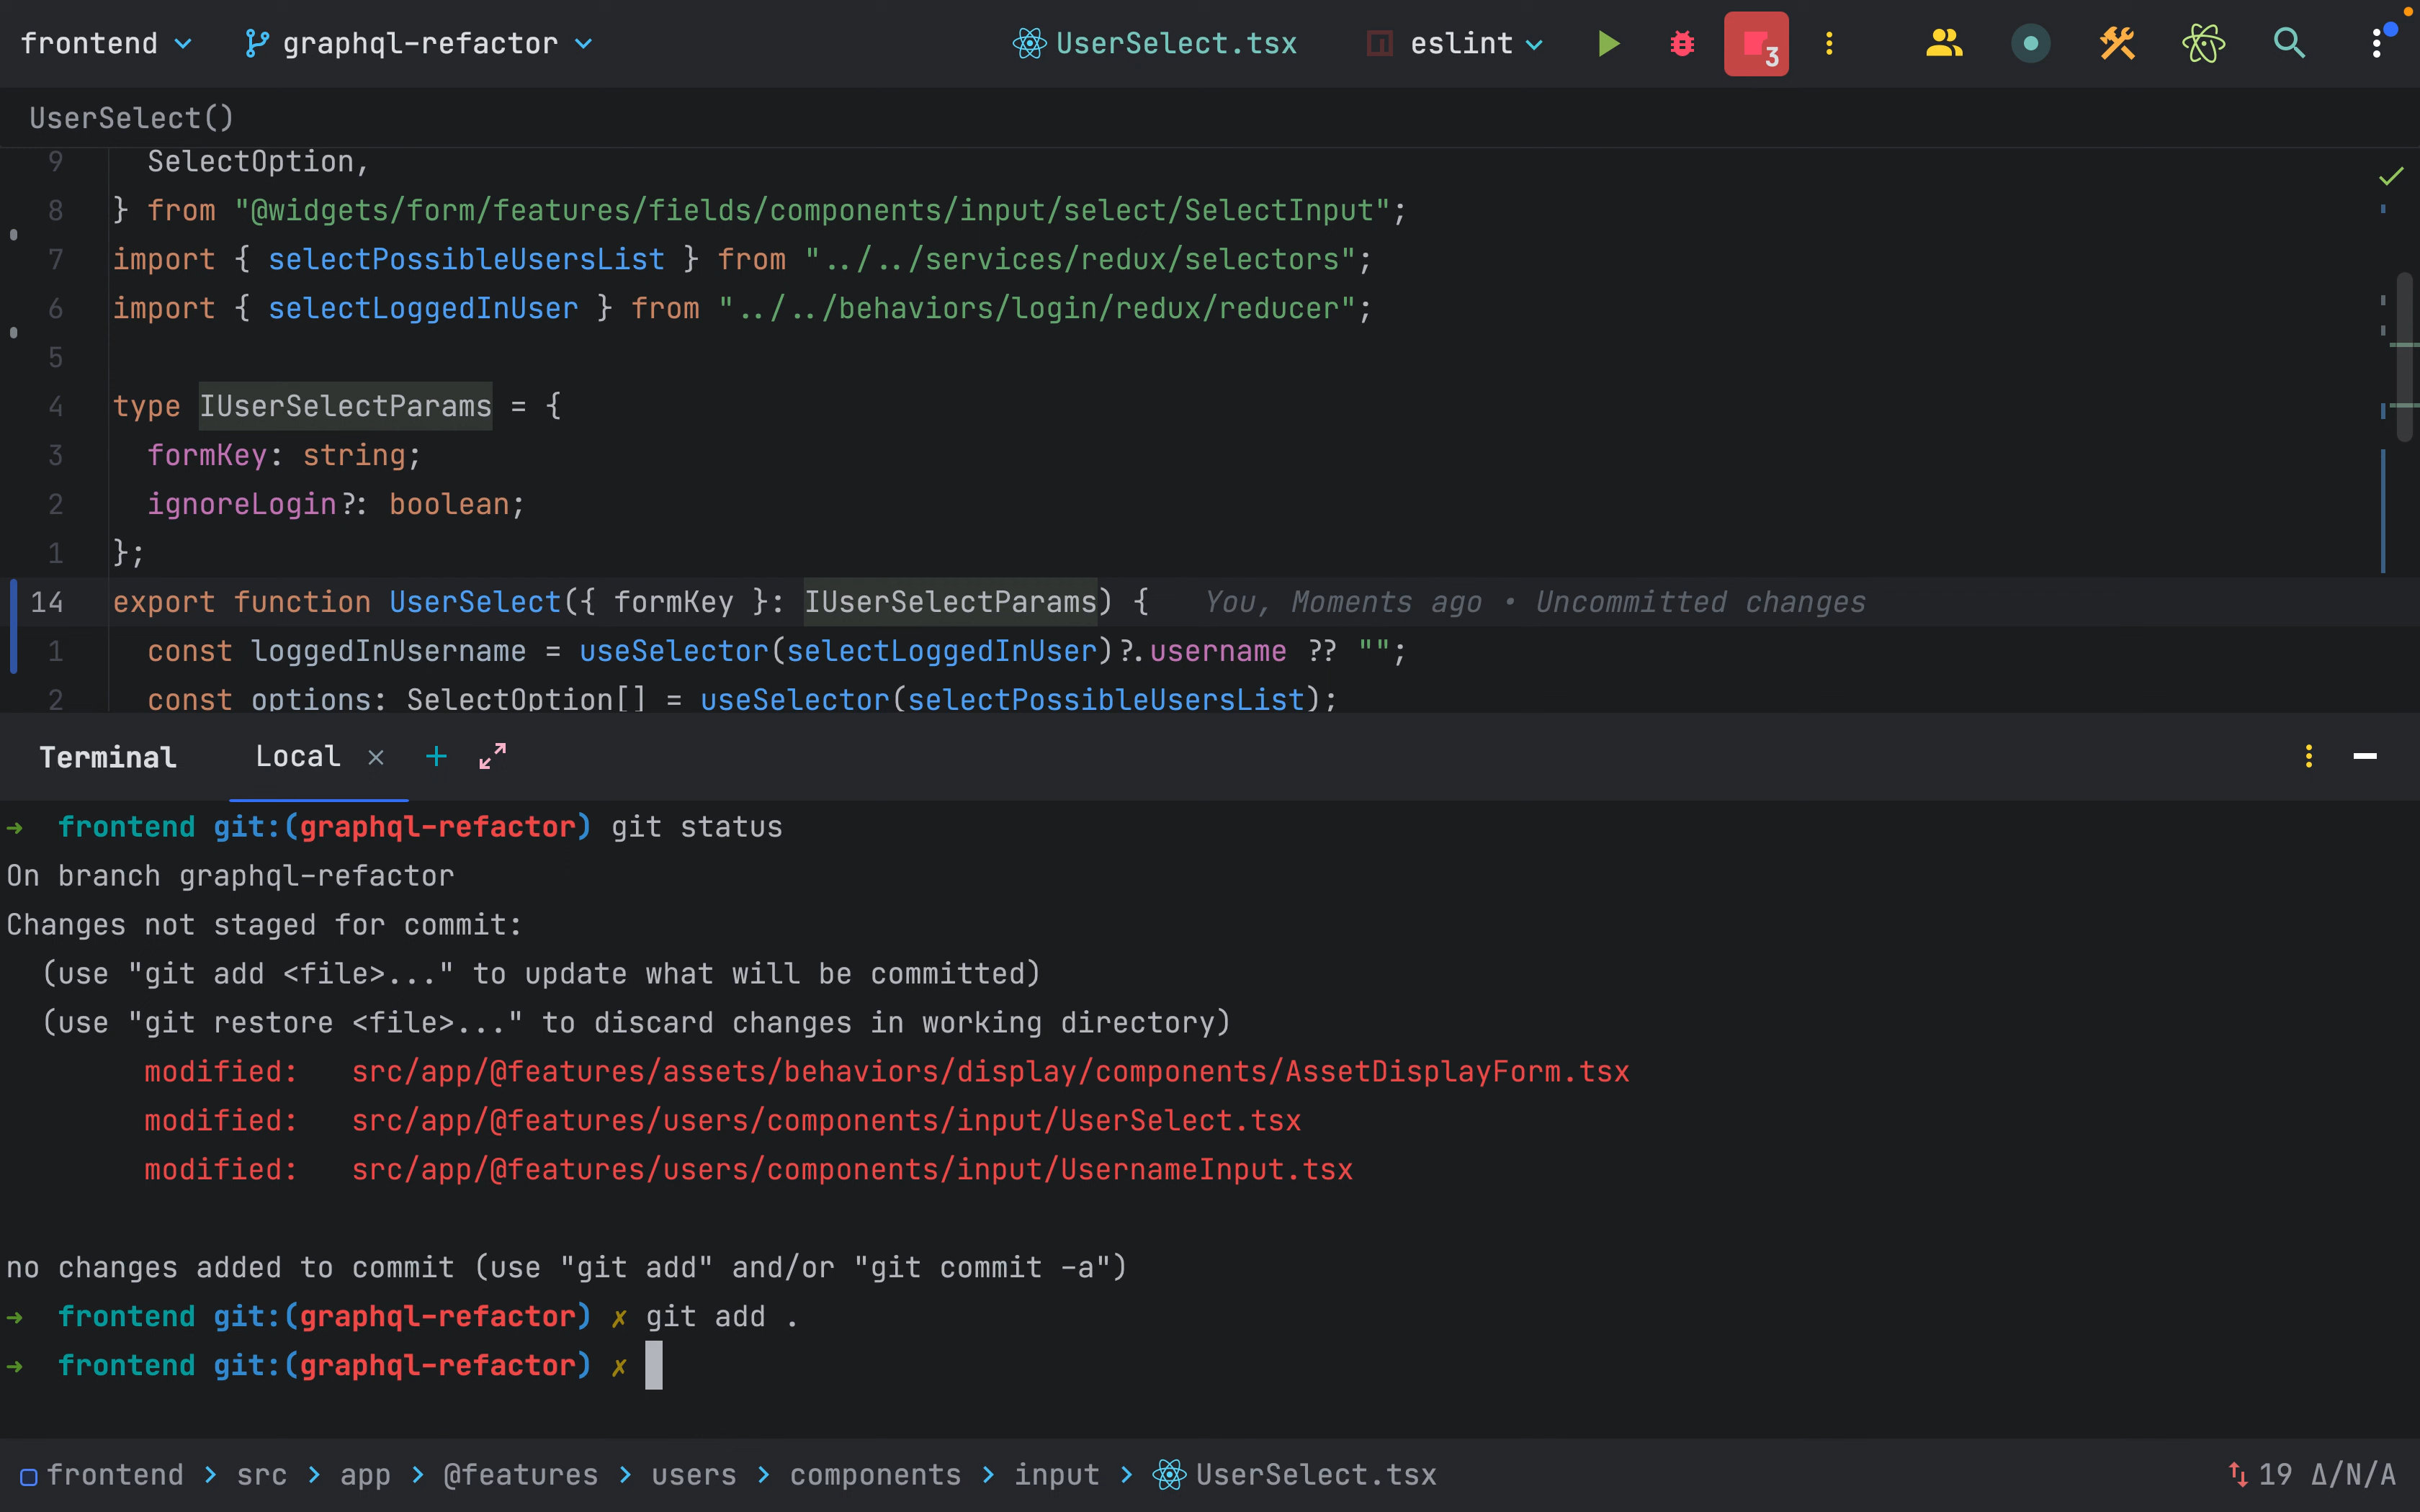 frontend graphql-refactor UserSelect.tsx eslint 3
UserSelect()
9 SelectOption,
8 } from "@widgets/form/features/fields/components/input/select/SelectInput";
7 import { selectPossibleUsersList } from "../../services/redux/selectors";
6 import { selectLoggedInUser } from "../../behaviors/login/redux/reducer";
5
4 type IUserSelectParams = {
3 formKey: string;
2 ignoreLogin?: boolean;
1 };
14 export function UserSelect({ formKey }: IUserSelectParams) { You, Moments ago • Uncommitted changes
1 const loggedInUsername = useSelector(selectLoggedInUser)?.username ?? "";
2 const options: SelectOption[] = useSelector(selectPossibleUsersList);
Terminal Local
→ frontend git:(graphql-refactor) git status
On branch graphql-refactor
Changes not staged for commit:
(use "git add <file>..." to update what will be committed)
(use "git restore <file>..." to discard changes in working directory)
modified: src/app/@features/assets/behaviors/display/components/AssetDisplayForm.tsx
modified: src/app/@features/users/components/input/UserSelect.tsx
modified: src/app/@features/users/components/input/UsernameInput.tsx
no changes added to commit (use "git add" and/or "git commit -a")
→ frontend git:(graphql-refactor) ✗ git add .
→ frontend git:(graphql-refactor) ✗
frontend > src > app > @features > users > components > input > UserSelect.tsx 19 Δ/N/A